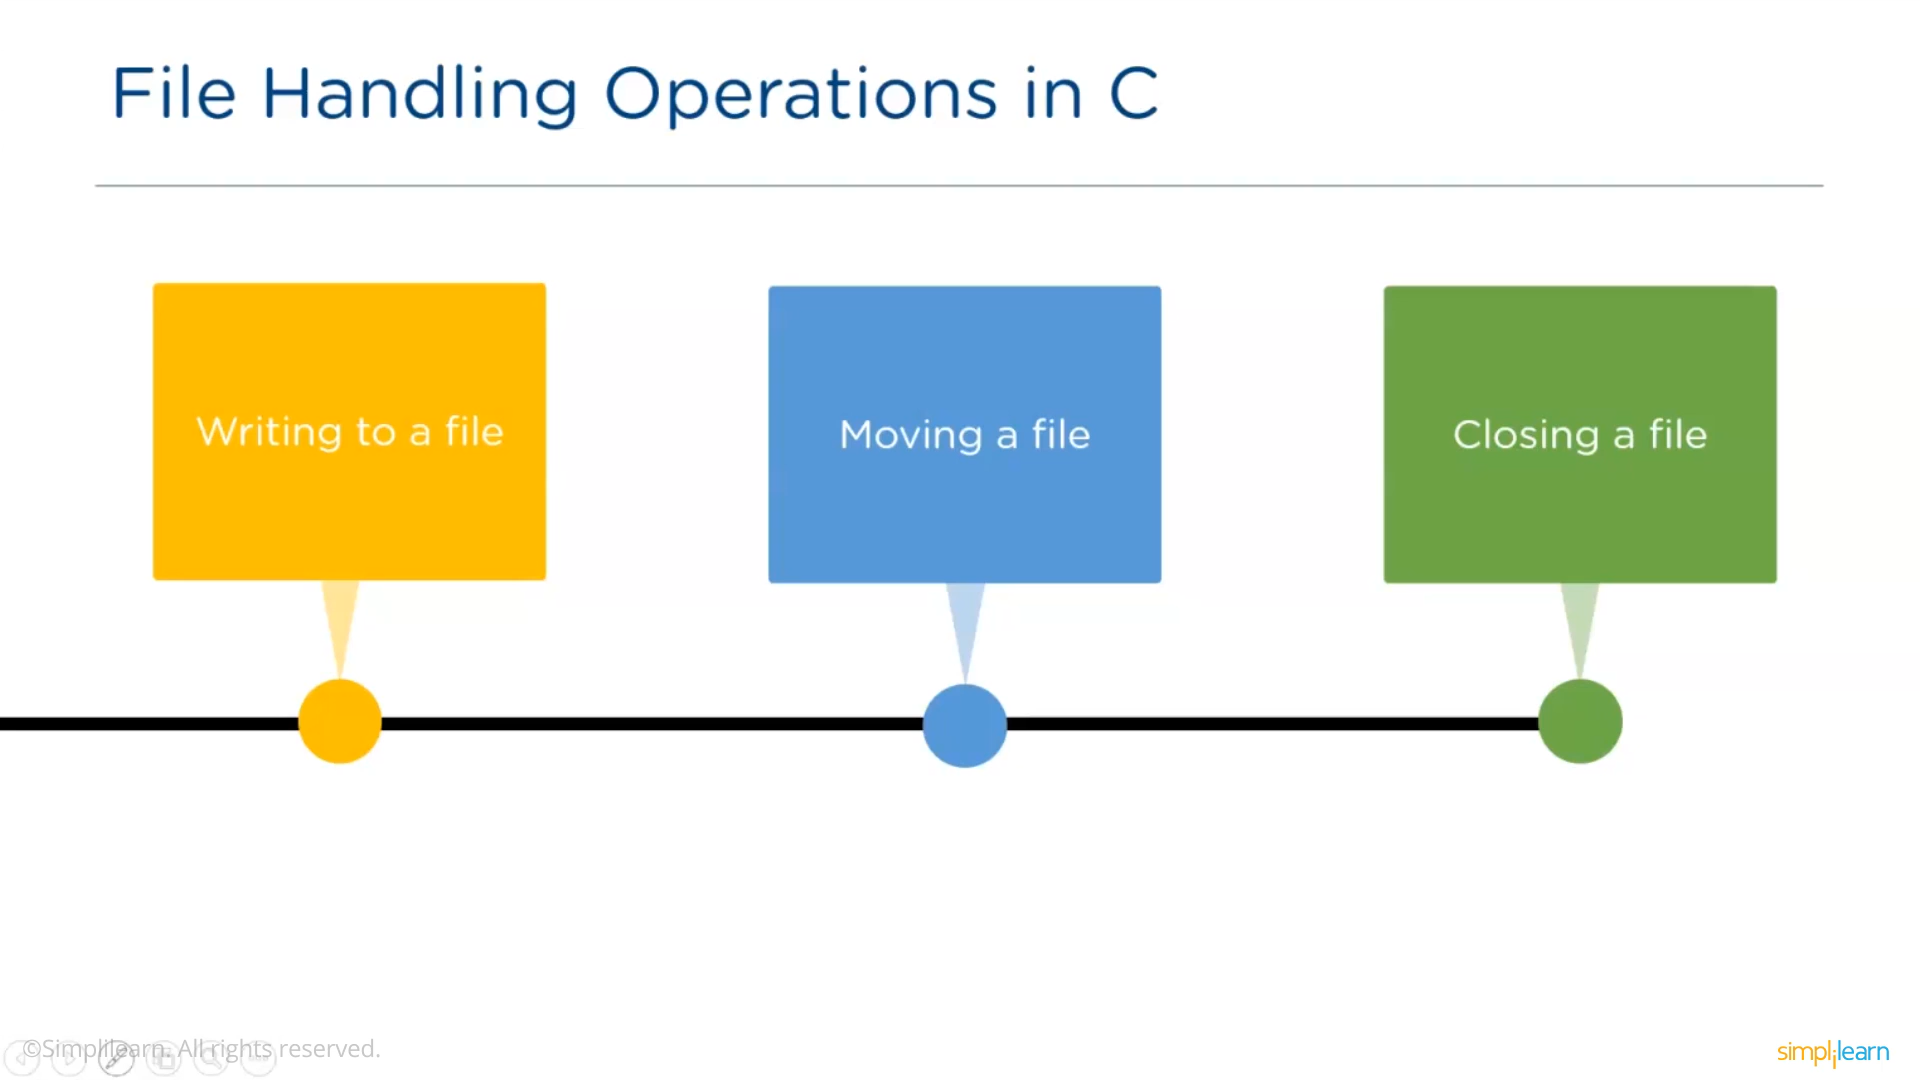 File Handling Operations in C
Writing to a file
Moving a file
Closing a file
©Simplilearn. All rights reserved.
simplilearn